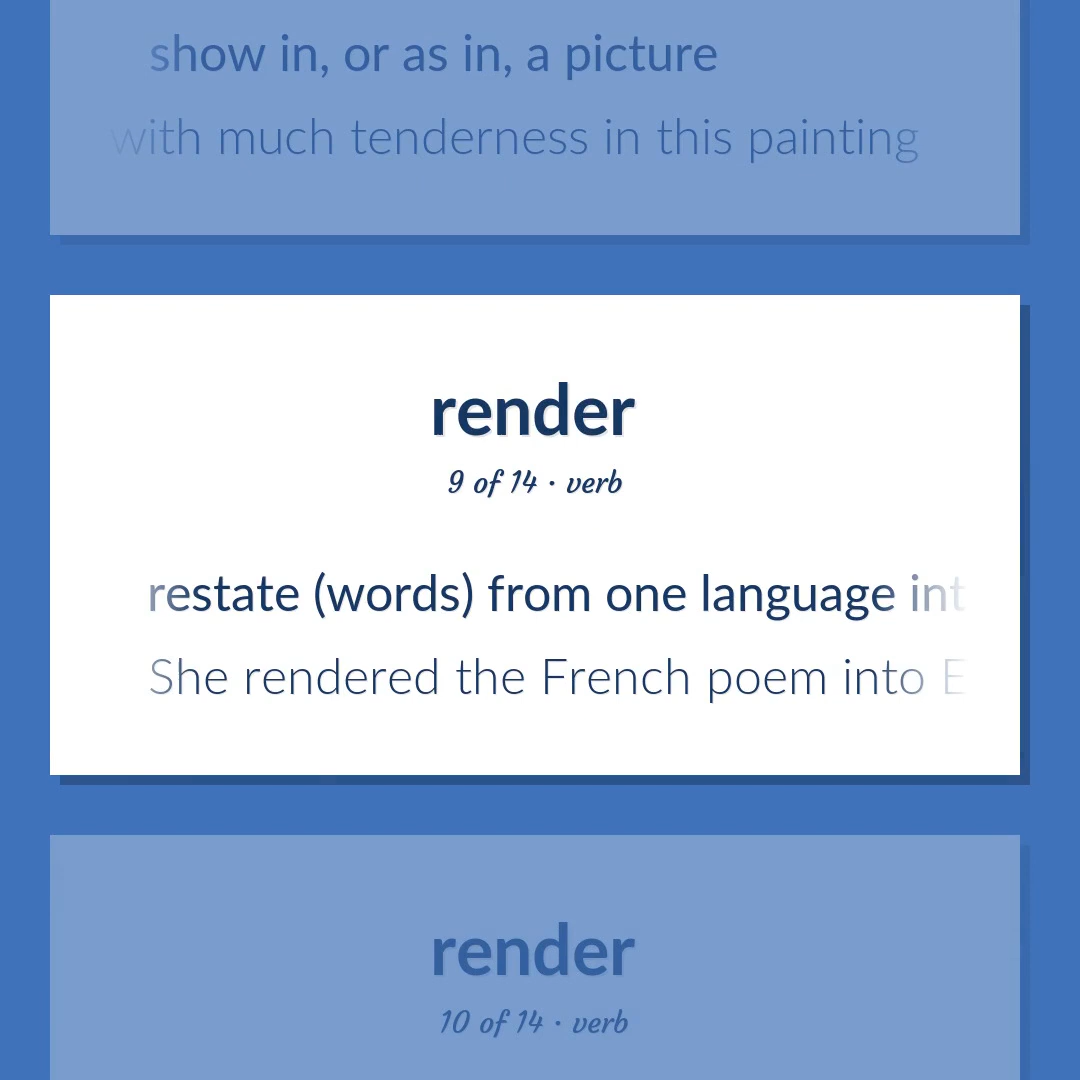 show in, or as in, a picture
with much tenderness in this painting
render
9 of 14 · verb
restate (words) from one language int
She rendered the French poem into E
render
10 of 14 · verb